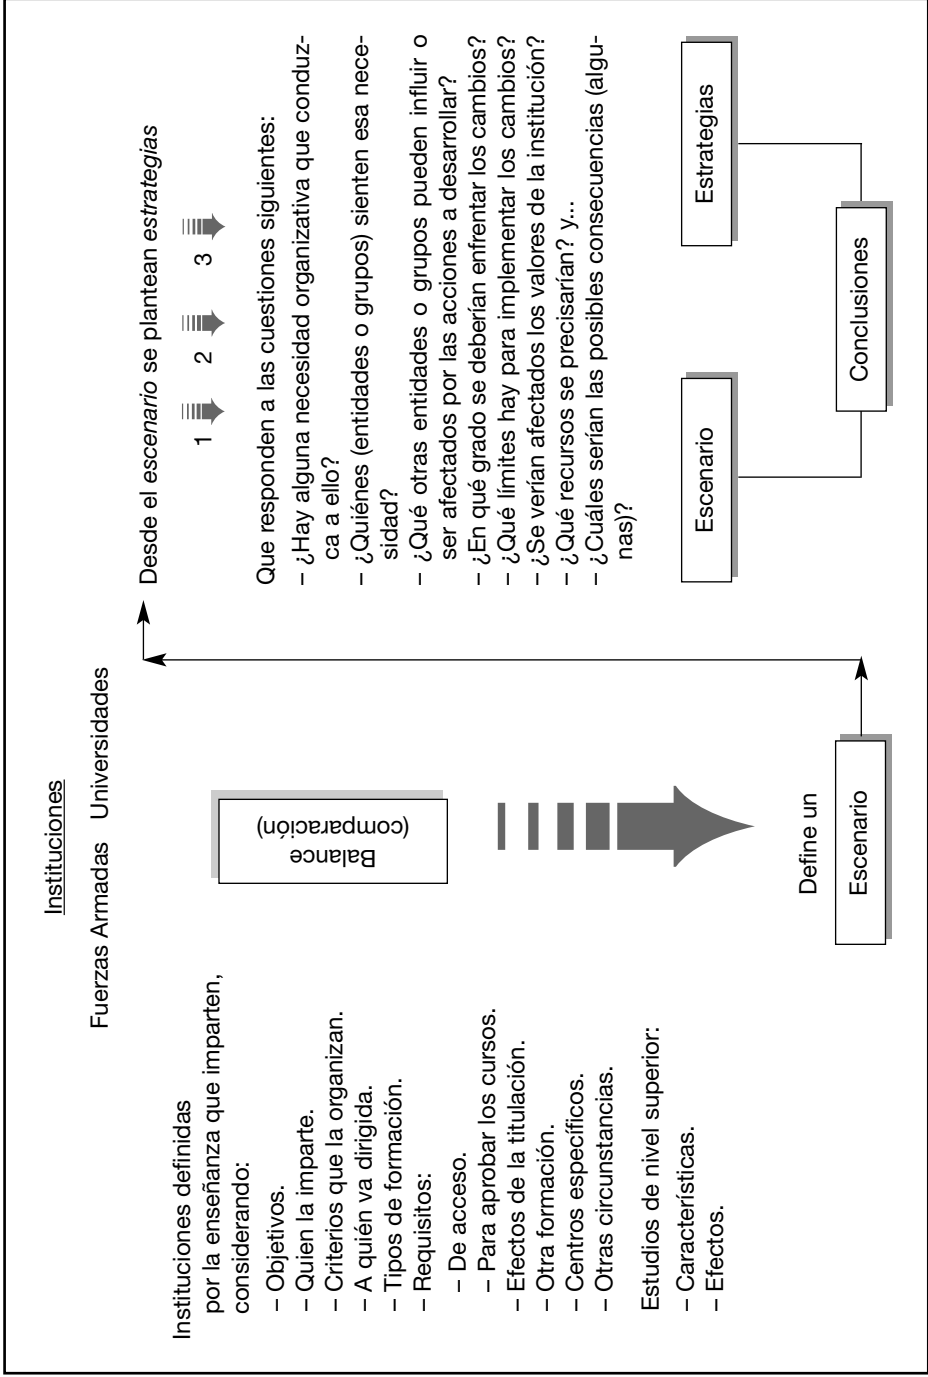 Instituciones
Fuerzas Armadas Universidades
Instituciones definidas
por la enseñanza que imparten,
considerando:
– Objetivos.
– Quien la imparte.
– Criterios que la organizan.
– A quién va dirigida.
– Tipos de formación.
– Requisitos:
– De acceso.
– Para aprobar los cursos.
– Efectos de la titulación.
– Otra formación.
– Centros específicos.
– Otras circunstancias.
Estudios de nivel superior:
– Características.
– Efectos.
Balance
(comparación)
Define un
Escenario
Desde el escenario se plantean estrategias
1 2 3
Que responden a las cuestiones siguientes:
– ¿Hay alguna necesidad organizativa que conduz-
ca a ello?
– ¿Quiénes (entidades o grupos) sienten esa nece-
sidad?
– ¿Qué otras entidades o grupos pueden influir o
ser afectados por las acciones a desarrollar?
– ¿En qué grado se deberían enfrentar los cambios?
– ¿Qué límites hay para implementar los cambios?
– ¿Se verían afectados los valores de la institución?
– ¿Qué recursos se precisarían? y...
– ¿Cuáles serían las posibles consecuencias (algu-
nas)?
Escenario
Estrategias
Conclusiones